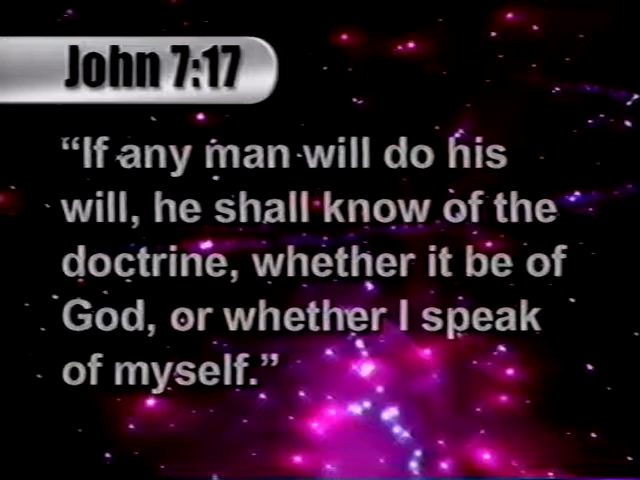 John 7:17
“If any man will do his
will, he shall know of the
doctrine, whether it be of
God, or whether I speak
of myself.”